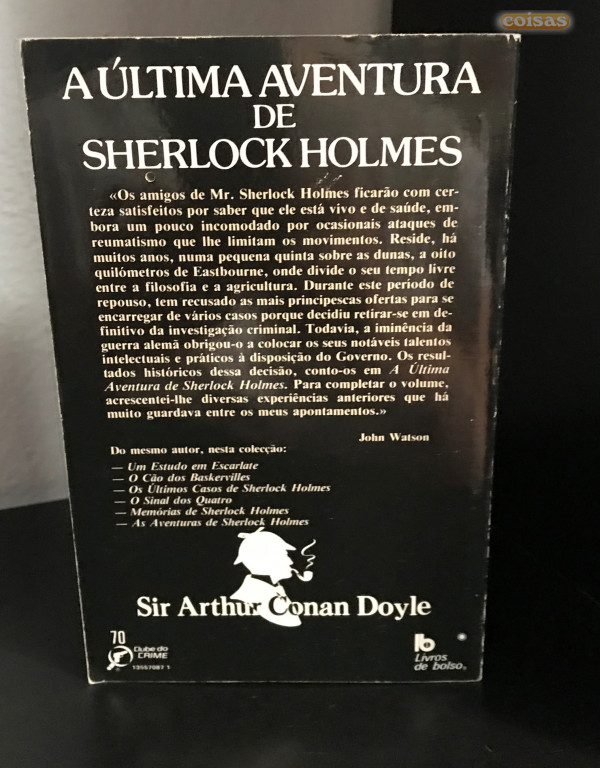 coisas
A ÚLTIMA AVENTURA
DE
SHERLOCK HOLMES
«Os amigos de Mr. Sherlock Holmes ficarão com cer-
teza satisfeitos por saber que ele está vivo e de saúde, em-
bora um pouco incomodado por ocasionais ataques de
reumatismo que lhe limitam os movimentos. Reside, há
muitos anos, numa pequena quinta sobre as dunas, a oito
quilómetros de Eastbourne, onde divide o seu tempo livre
entre a filosofia e a agricultura. Durante este período de
repouso, tem recusado as mais principescas ofertas para se
encarregar de vários casos porque decidiu retirar-se em de-
finitivo da investigação criminal. Todavia, a iminência da
guerra alemã obrigou-o a colocar os seus notáveis talentos
intelectuais e práticos à disposição do Governo. Os resul-
tados históricos dessa decisão, conto-os em A Última
Aventura de Sherlock Holmes. Para completar o volume,
acrescentei-lhe diversas experiências anteriores que há
muito guardava entre os meus apontamentos.»
John Watson
Do mesmo autor, nesta colecção:
— Um Estudo em Escarlate
— O Cão dos Baskervilles
— Os Últimos Casos de Sherlock Holmes
— O Sinal dos Quatro
— Memórias de Sherlock Holmes
— As Aventuras de Sherlock Holmes
Sir Arthur Conan Doyle
70
Clube do
CRIME
13557087 1
Livros
de bolso